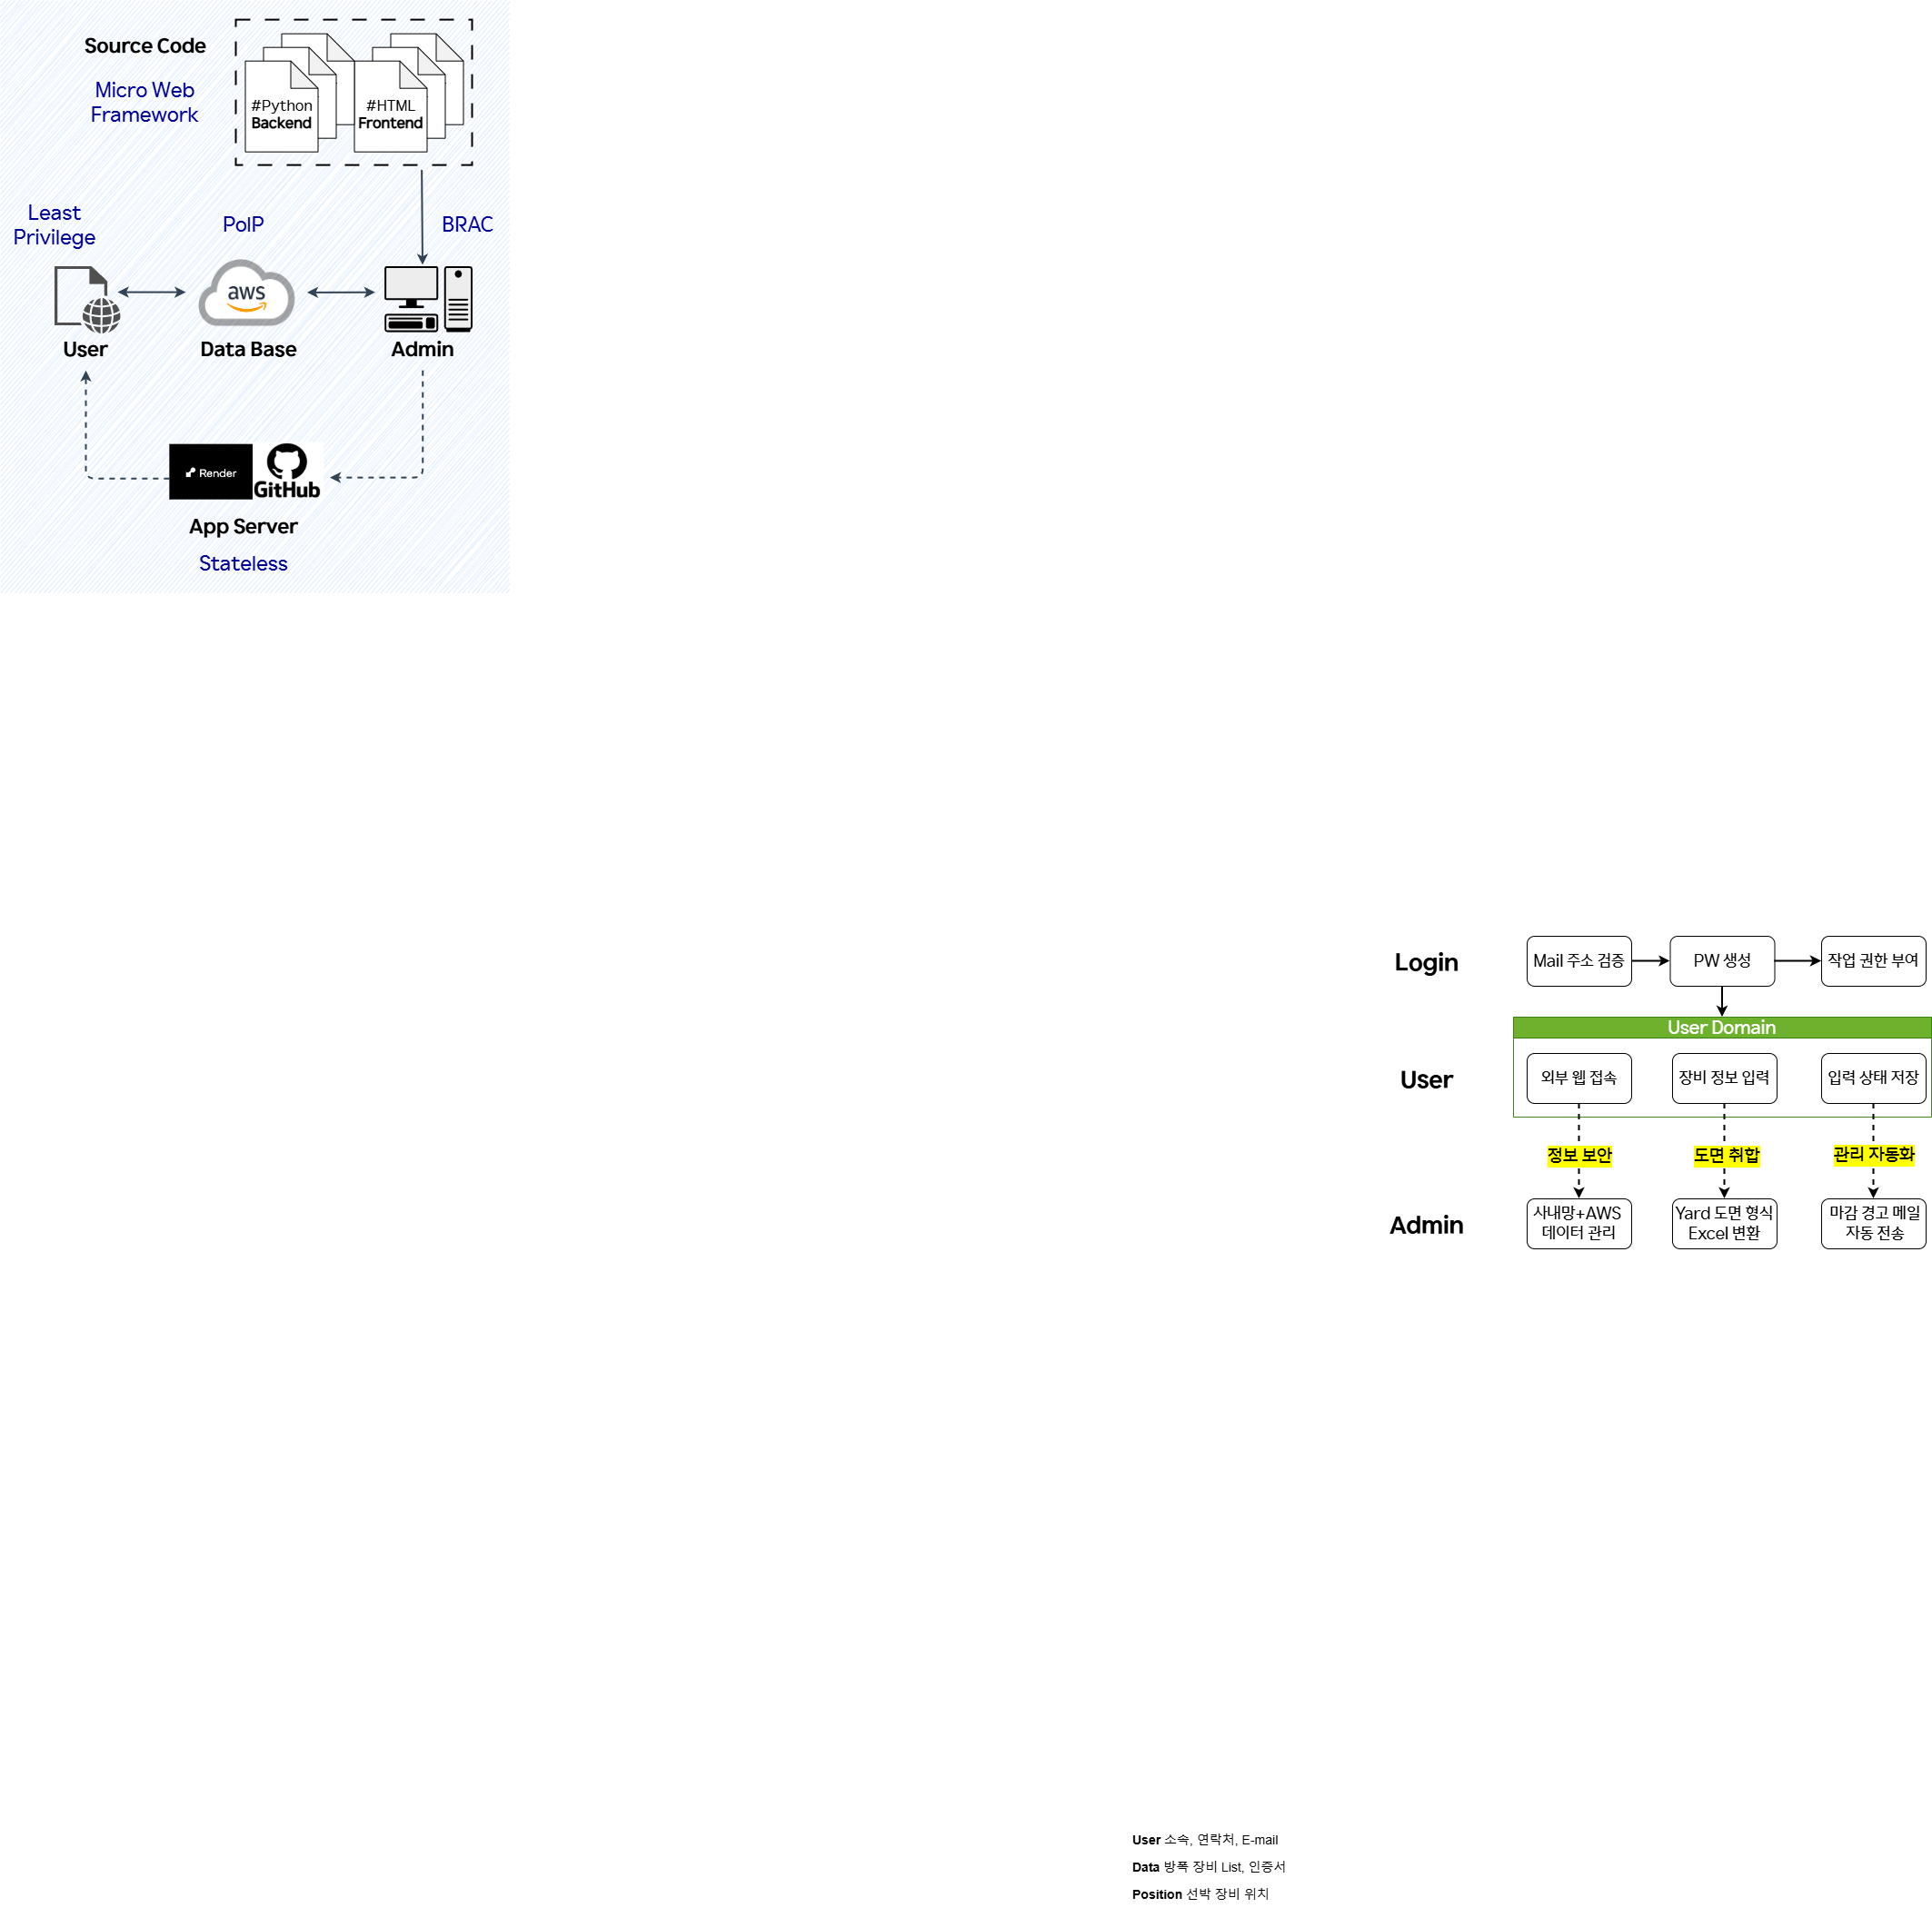 Source Code
Micro Web
Framework
#Python
Backend
#HTML
Frontend
Least
Privilege
PoIP
BRAC
aws
User
Data Base
Admin
Render
GitHub
App Server
Stateless
Login
Mail 주소 검증
PW 생성
작업 권한 부여
User Domain
User
외부 웹 접속
장비 정보 입력
입력 상태 저장
정보 보안
도면 취합
관리 자동화
Admin
사내망+AWS
데이터 관리
Yard 도면 형식
Excel 변환
마감 경고 메일
자동 전송
User 소속, 연락처, E-mail
Data 방폭 장비 List, 인증서
Position 선박 장비 위치